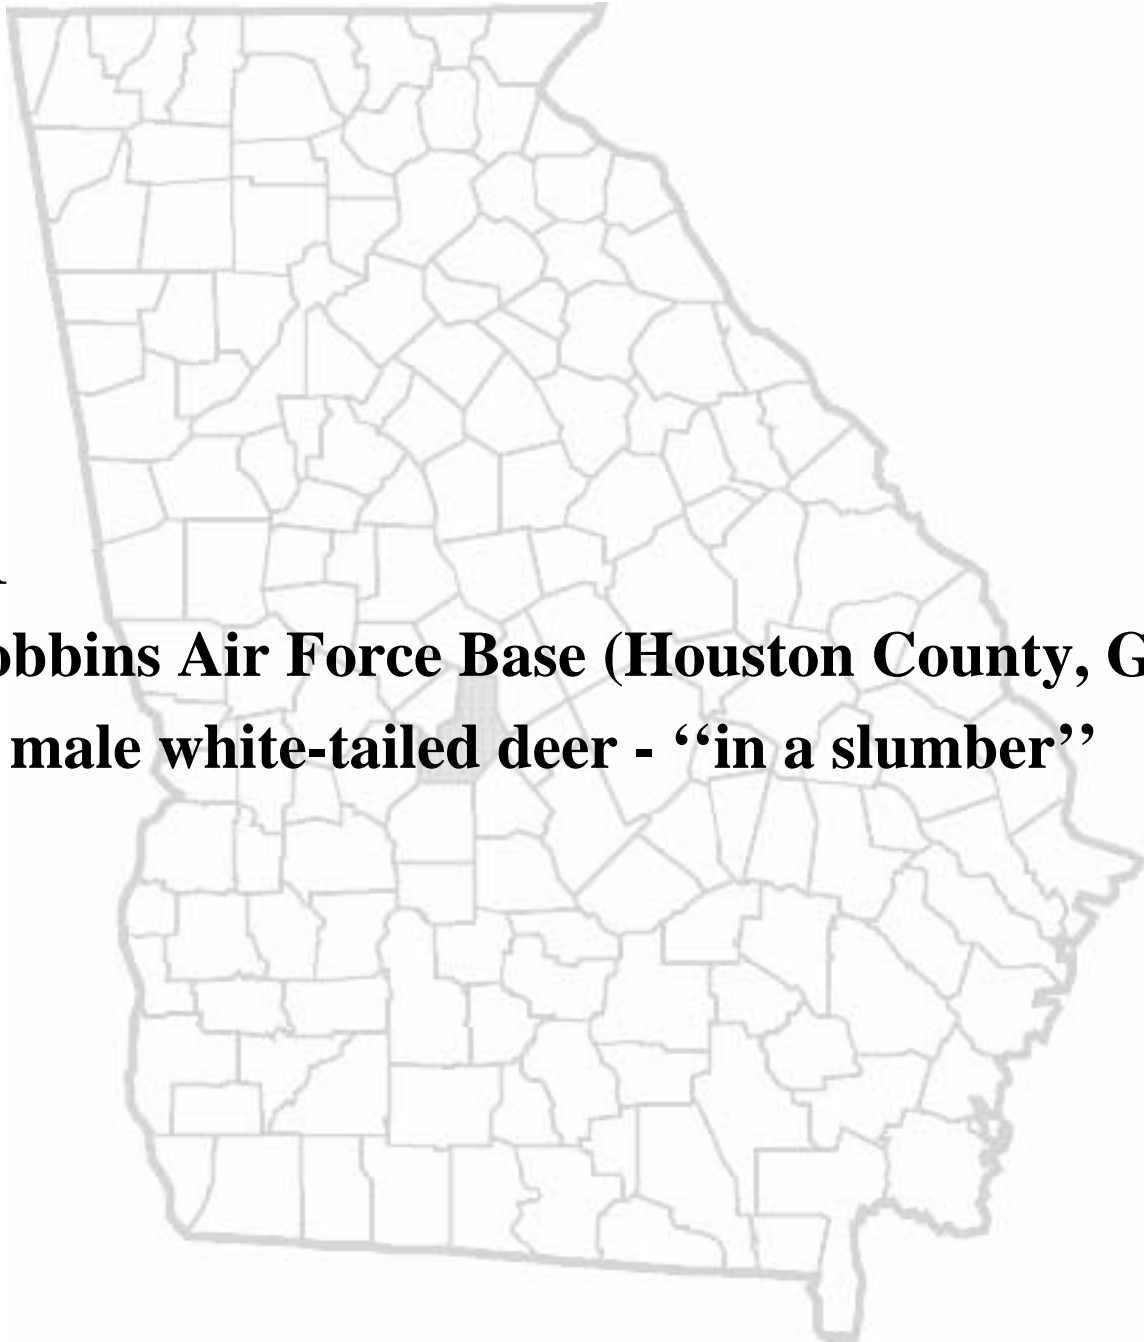 obbins Air Force Base (Houston County, G
male white-tailed deer - ‘‘in a slumber’’